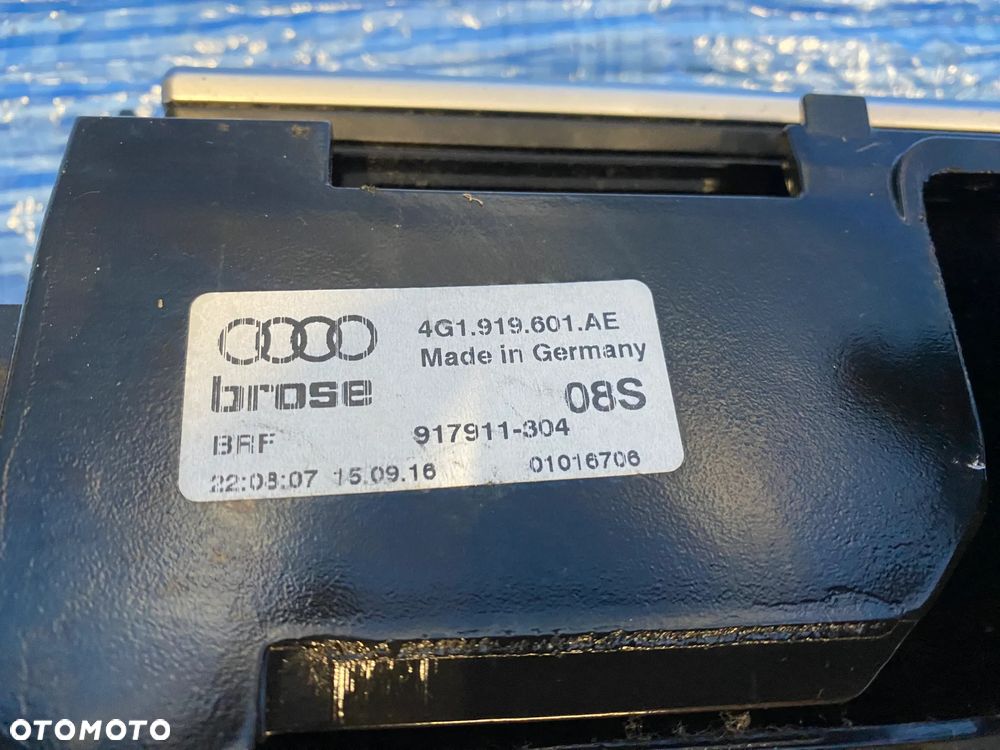 4G1.919.601.AE
Made in Germany
brose
08S
BRF
917911-304
22:08:07 15.09.16
01016706
OTOMOTO